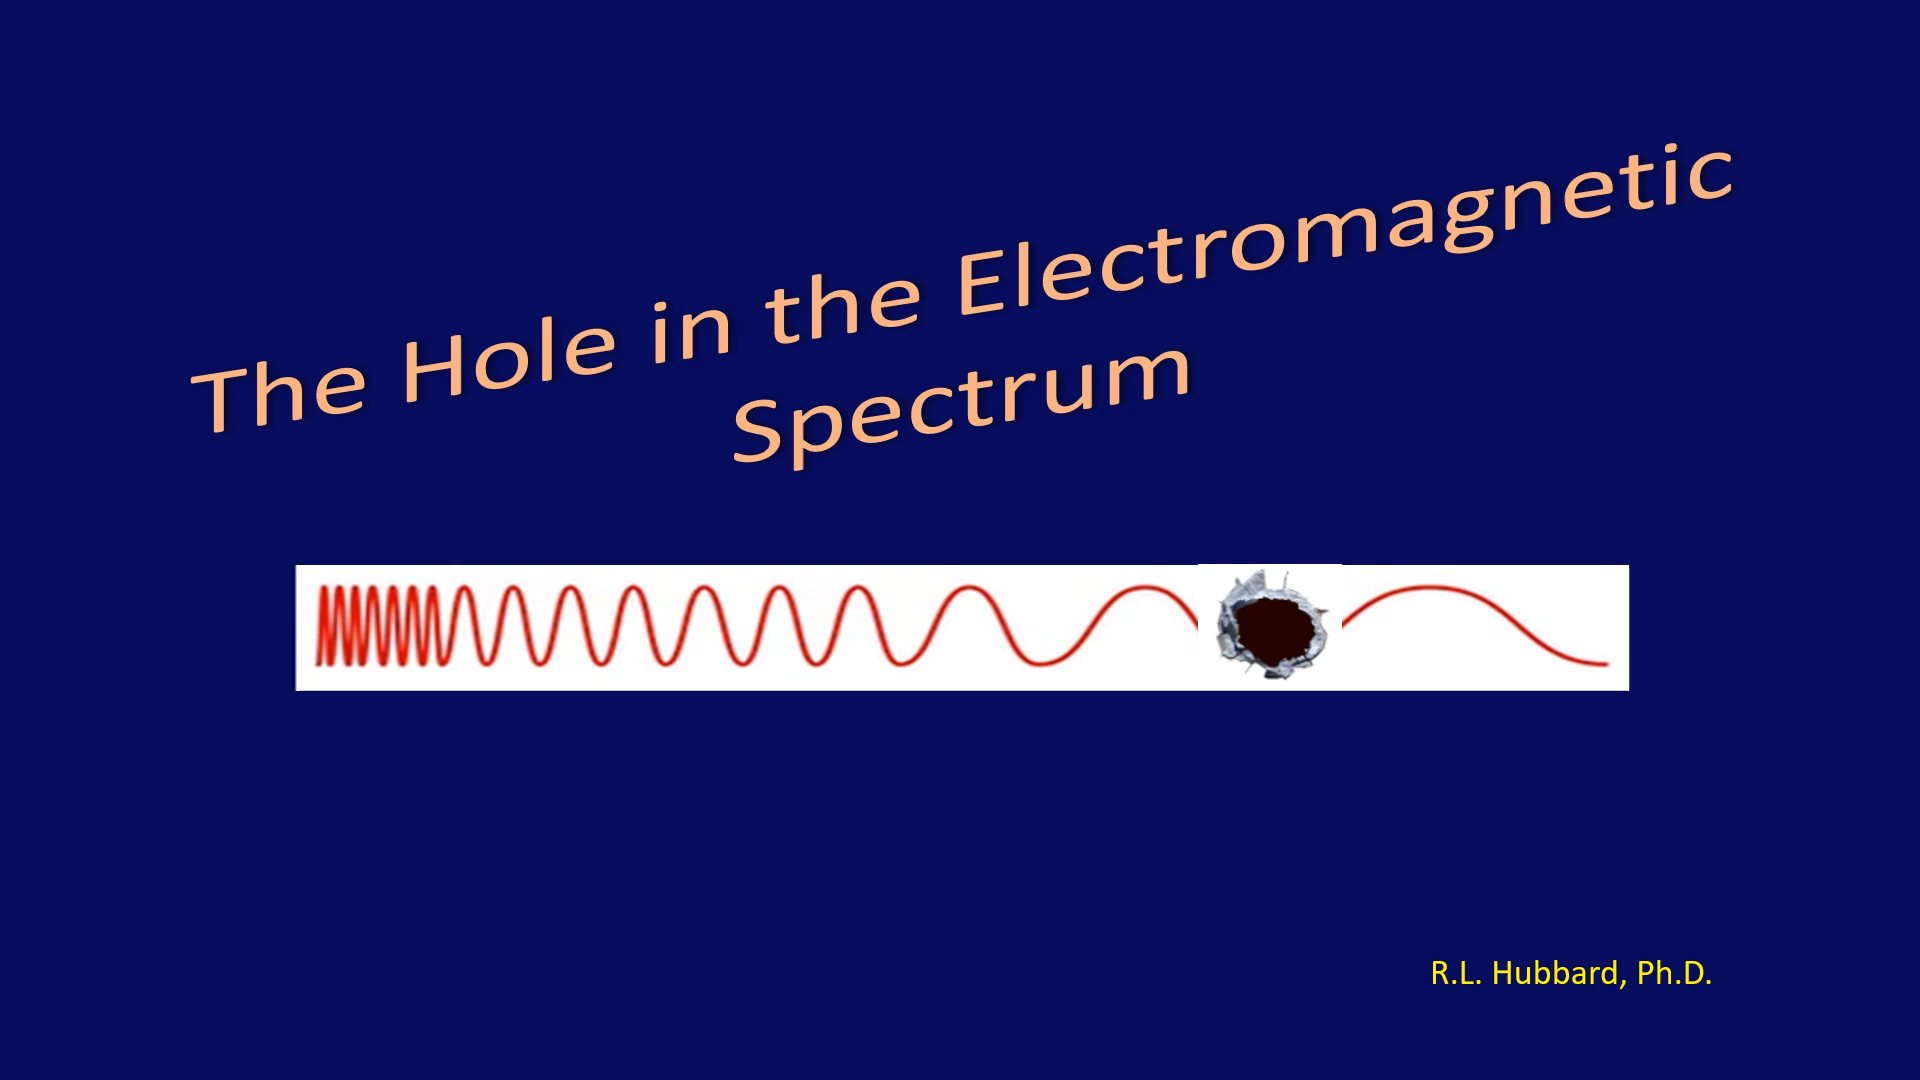 The Hole in the Electromagnetic
Spectrum
R.L. Hubbard, Ph.D.